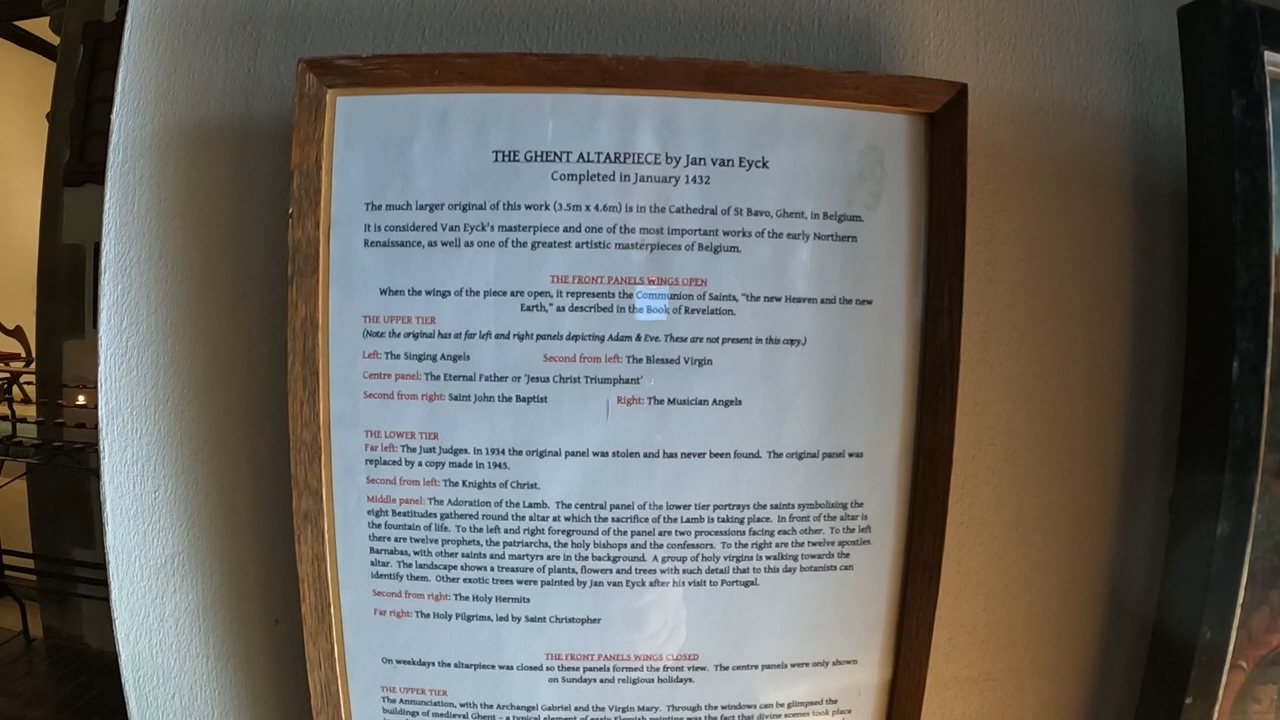 THE GHENT ALTARPIECE by Jan van Eyck
Completed in January 1432
The much larger original of this work (3.5m x 4.6m) is in the Cathedral of St Bavo, Ghent, in Belgium.
It is considered Van Eyck's masterpiece and one of the most important works of the early Northern
Renaissance, as well as one of the greatest artistic masterpieces of Belgium.
THE FRONT PANELS WINGS OPEN
When the wings of the piece are open, it represents the Communion of Saints, "the new Heaven and the new
Earth," as described in the Book of Revelation.
THE UPPER TIER
(Note: the original has at far left and right panels depicting Adam & Eve. These are not present in this copy.)
Left: The Singing Angels Second from left: The Blessed Virgin
Centre panel: The Eternal Father or 'Jesus Christ Triumphant'
Second from right: Saint John the Baptist Right: The Musician Angels
THE LOWER TIER
Far left: The Just Judges. In 1934 the original panel was stolen and has never been found. The original panel was
replaced by a copy made in 1945.
Second from left: The Knights of Christ.
Middle panel: The Adoration of the Lamb. The central panel of the lower tier portrays the saints symbolising the
eight Beatitudes gathered round the altar at which the sacrifice of the Lamb is taking place. In front of the altar is
the fountain of life. To the left and right foreground of the panel are two processions facing each other. To the left
there are twelve prophets, the patriarchs, the holy bishops and the confessors. To the right are the twelve apostles.
Barnabas, with other saints and martyrs are in the background. A group of holy virgins is walking towards the
altar. The landscape shows a treasure of plants, flowers and trees with such detail that to this day botanists can
identify them. Other exotic trees were painted by Jan van Eyck after his visit to Portugal.
Second from right: The Holy Hermits
Far right: The Holy Pilgrims, led by Saint Christopher
THE FRONT PANELS WINGS CLOSED
On weekdays the altarpiece was closed so these panels formed the front view. The centre panels were only shown
on Sundays and religious holidays.
THE UPPER TIER
The Annunciation, with the Archangel Gabriel and the Virgin Mary. Through the windows can be glimpsed the
buildings of medieval Ghent – a typical element of early Flemish painting was the fact that divine scenes took place